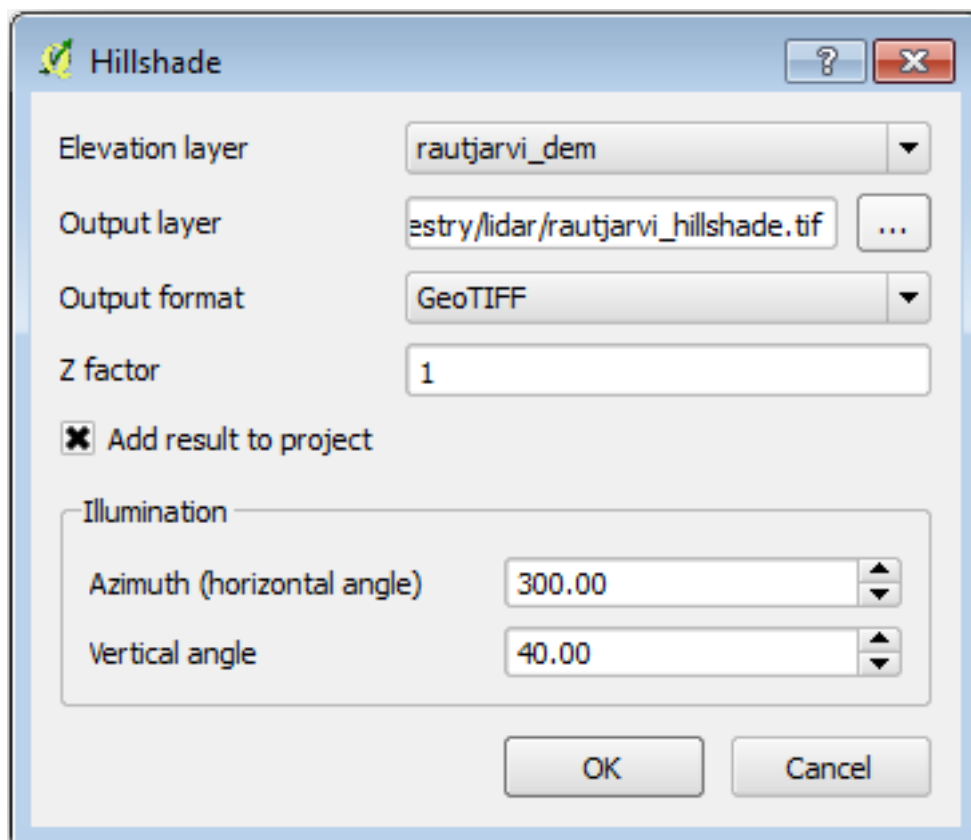 Hillshade
Elevation layer rautjarvi_dem
Output layer estry/lidar/rautjarvi_hillshade.tif ...
Output format GeoTIFF
Z factor 1
Add result to project
Illumination
Azimuth (horizontal angle) 300.00
Vertical angle 40.00
OK Cancel